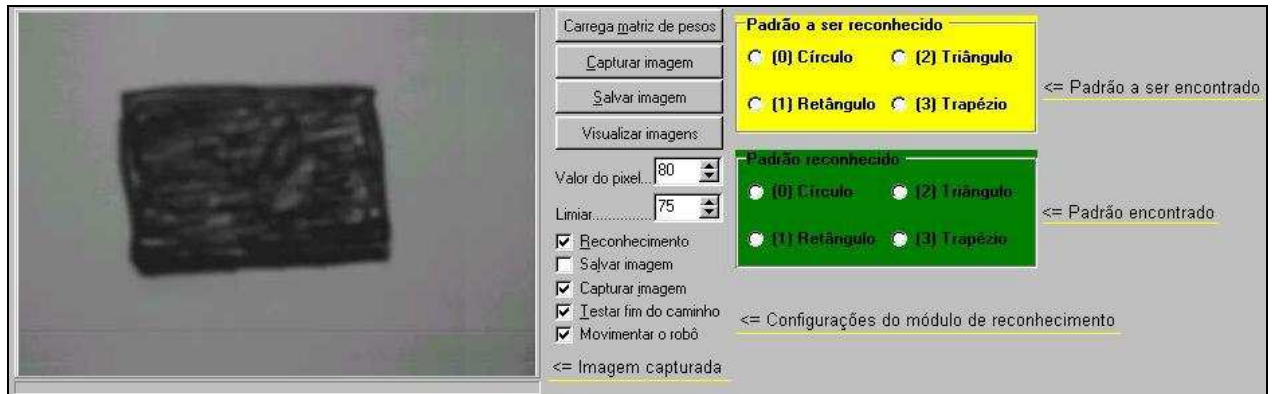 Carrega matriz de pesos
Capturar imagem
Salvar imagem
Visualizar imagens
Valor do pixel... 80
Limiar.............. 75
Reconhecimento
Salvar imagem
Capturar imagem
Testar fim do caminho
Movimentar o robô
<= Imagem capturada
Padrão a ser reconhecido
(0) Círculo (2) Triângulo
(1) Retângulo (3) Trapézio
<= Padrão a ser encontrado
Padrão reconhecido
(0) Círculo (2) Triângulo
(1) Retângulo (3) Trapézio
<= Padrão encontrado
<= Configurações do módulo de reconhecimento